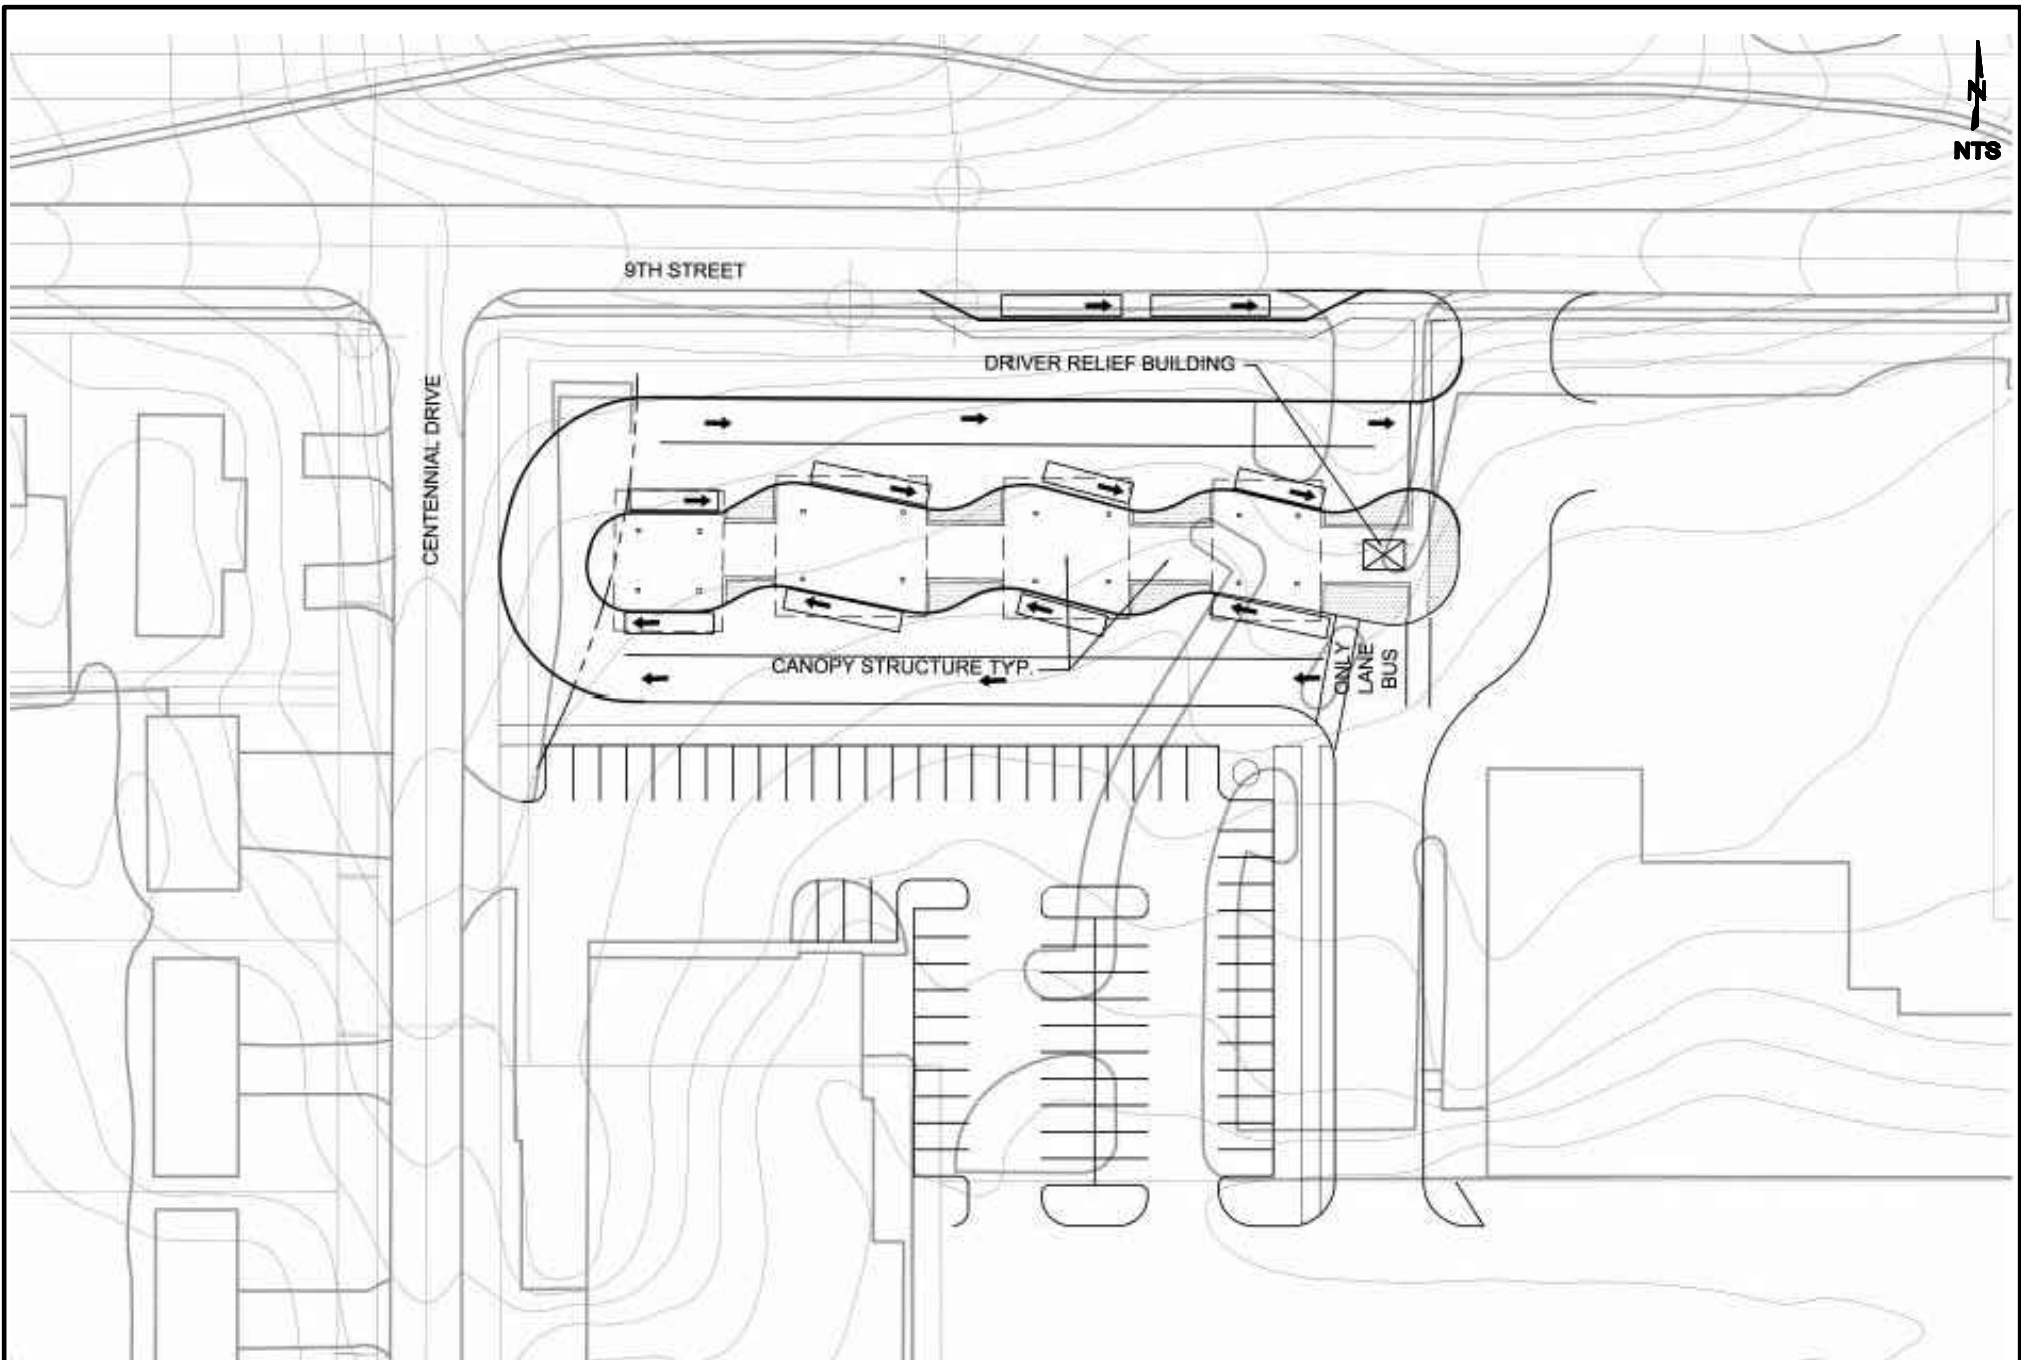 N
NTS
9TH STREET
DRIVER RELIEF BUILDING
CENTENNIAL DRIVE
CANOPY STRUCTURE TYP.
ONLY
LANE
BUS